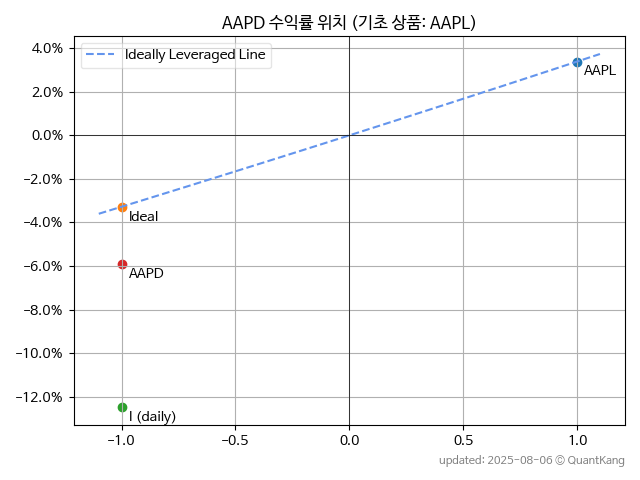 AAPD 수익률 위치 (기초 상품: AAPL)
Ideally Leveraged Line
4.0%
2.0%
0.0%
−2.0%
−4.0%
−6.0%
−8.0%
−10.0%
−12.0%
AAPL
Ideal
AAPD
I (daily)
−1.0 −0.5 0.0 0.5 1.0
updated: 2025-08-06 © QuantKang